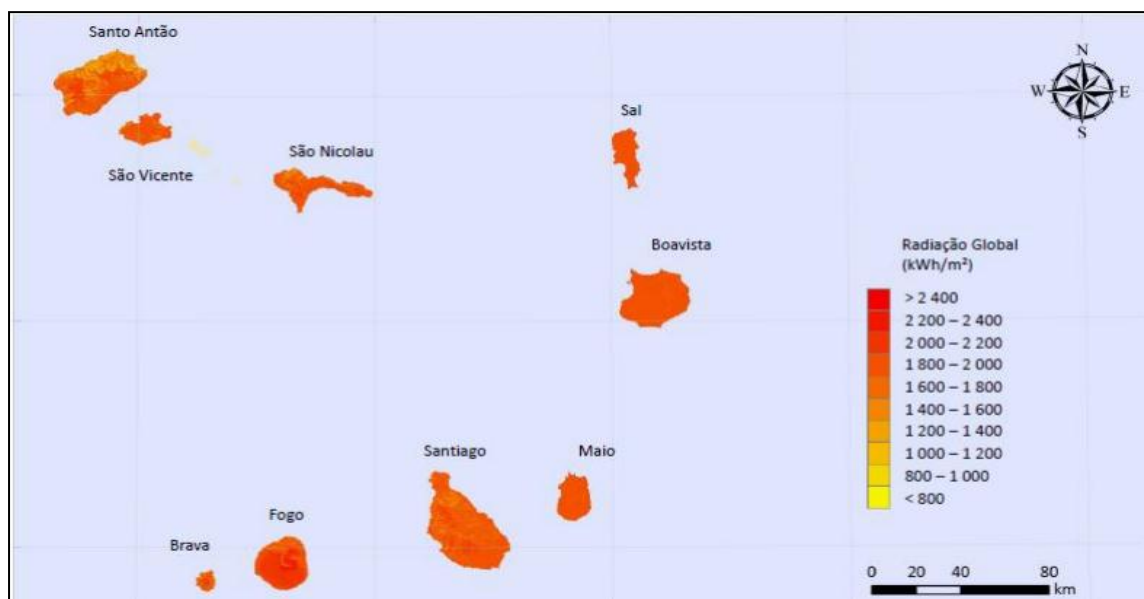 Santo Antão
N
W E
S
Sal
São Nicolau
São Vicente
Boavista
Radiação Global
(kWh/m²)
> 2 400
2 200 – 2 400
2 000 – 2 200
1 800 – 2 000
1 600 – 1 800
1 400 – 1 600
1 200 – 1 400
1 000 – 1 200
800 – 1 000
< 800
Santiago
Maio
Fogo
Brava
0 20 40 80
km